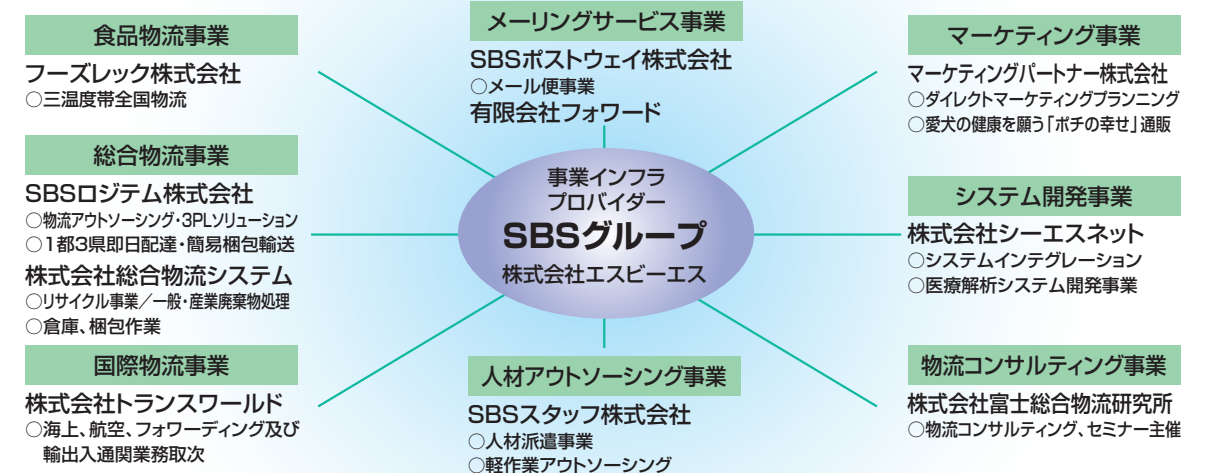 食品物流事業
フーズレック株式会社
○三温度帯全国物流
総合物流事業
SBSロジテム株式会社
○物流アウトソーシング・3PLソリューション
○1都3県即日配達・簡易梱包輸送
株式会社総合物流システム
○リサイクル事業／一般・産業廃棄物処理
○倉庫、梱包作業
国際物流事業
株式会社トランスワールド
○海上、航空、フォワーディング及び
輸出入通関業務取次
メーリングサービス事業
SBSポストウェイ株式会社
○メール便事業
有限会社フォワード
事業インフラ
プロバイダー
SBSグループ
株式会社エスビーエス
人材アウトソーシング事業
SBSスタッフ株式会社
○人材派遣事業
○軽作業アウトソーシング
マーケティング事業
マーケティングパートナー株式会社
○ダイレクトマーケティングプランニング
○愛犬の健康を願う「ポチの幸せ」通販
システム開発事業
株式会社シーエスネット
○システムインテグレーション
○医療解析システム開発事業
物流コンサルティング事業
株式会社富士総合物流研究所
○物流コンサルティング、セミナー主催